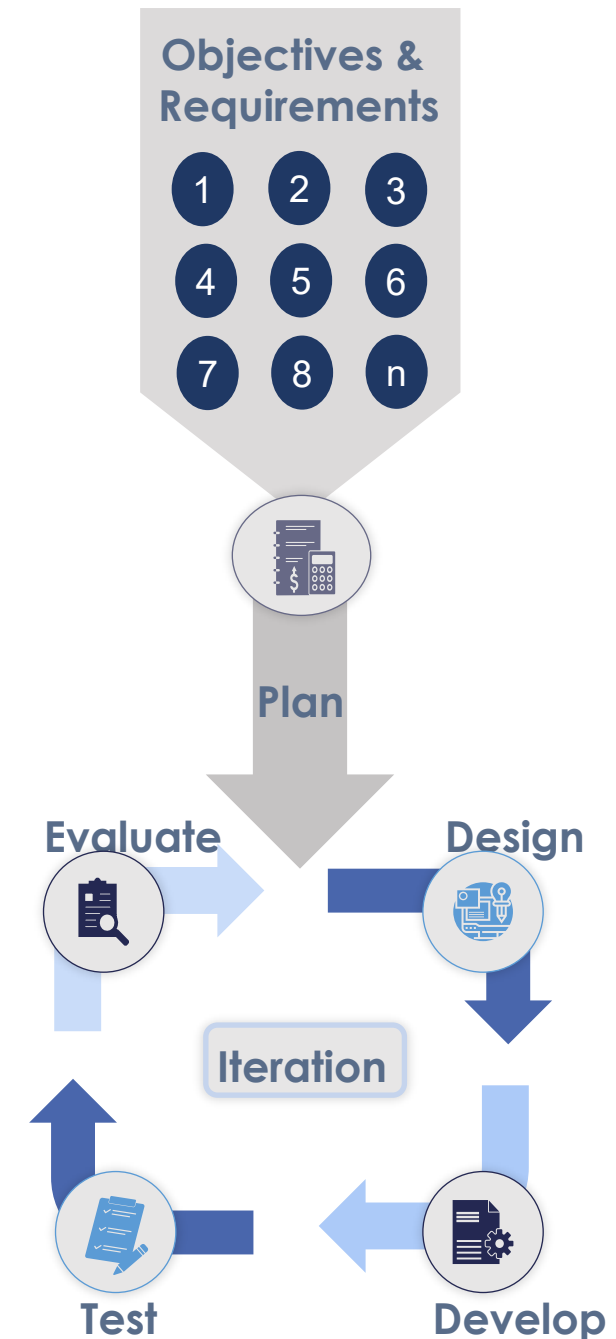 Objectives &
Requirements
1 2 3
4 5 6
7 8 n
$
Plan
Evaluate Design
Iteration
Test Develop